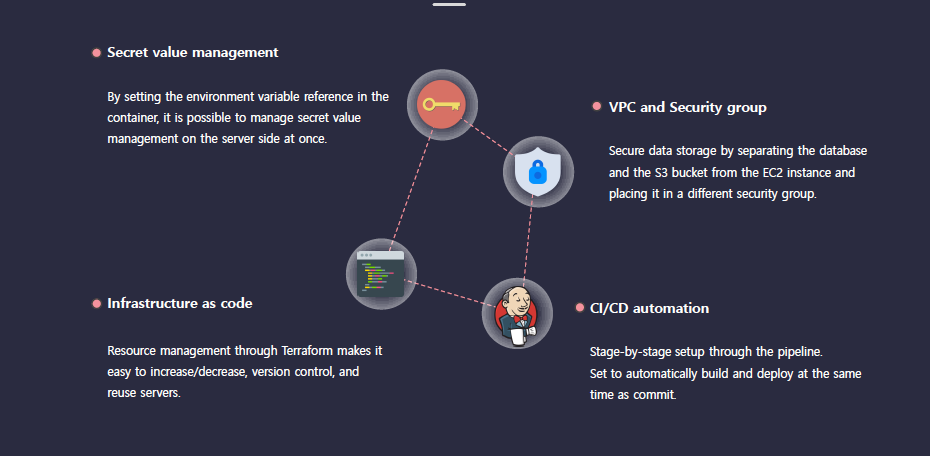 Secret value management
By setting the environment variable reference in the
container, it is possible to manage secret value
management on the server side at once.
VPC and Security group
Secure data storage by separating the database
and the S3 bucket from the EC2 instance and
placing it in a different security group.
Infrastructure as code
Resource management through Terraform makes it
easy to increase/decrease, version control, and
reuse servers.
CI/CD automation
Stage-by-stage setup through the pipeline.
Set to automatically build and deploy at the same
time as commit.